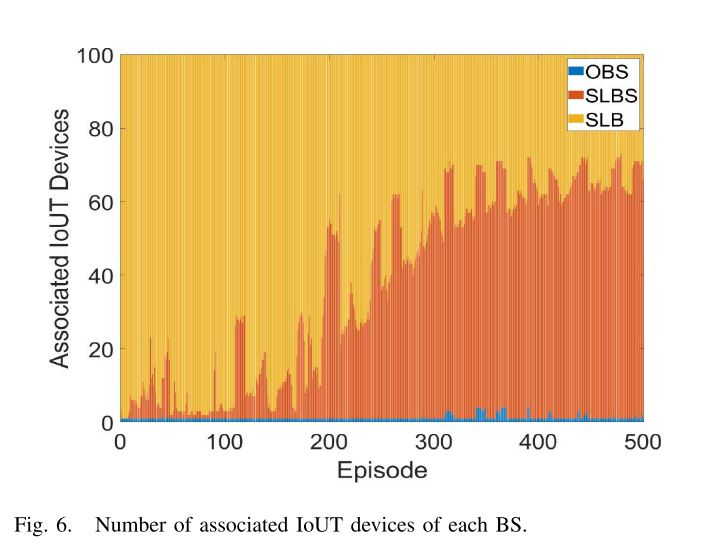 100
80
60
40
20
0
Associated IoUT Devices
OBS
SLBS
SLB
0 100 200 300 400 500
Episode
Fig. 6. Number of associated IoUT devices of each BS.